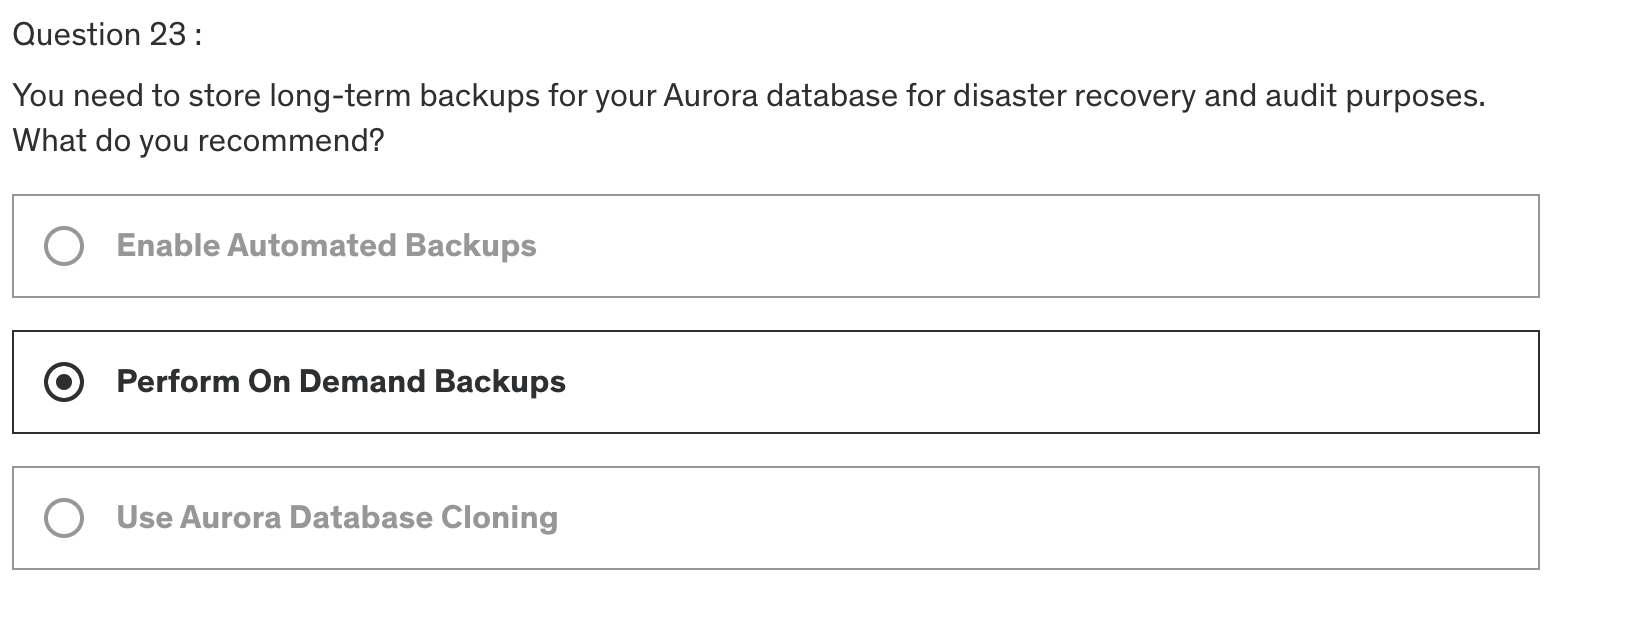 Question 23 :
You need to store long-term backups for your Aurora database for disaster recovery and audit purposes.
What do you recommend?
Enable Automated Backups
Perform On Demand Backups
Use Aurora Database Cloning